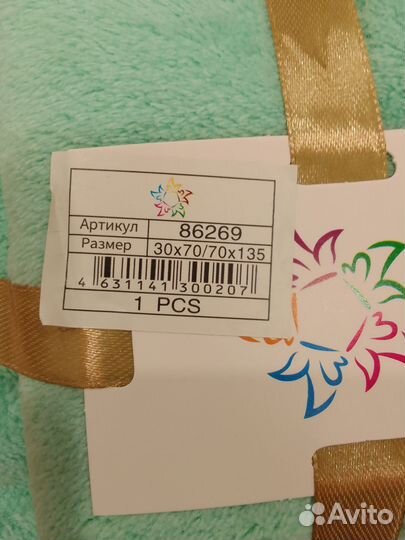 Артикул 86269
Размер 30x70/70x135
4 631141 300207
1 PCS
Avito